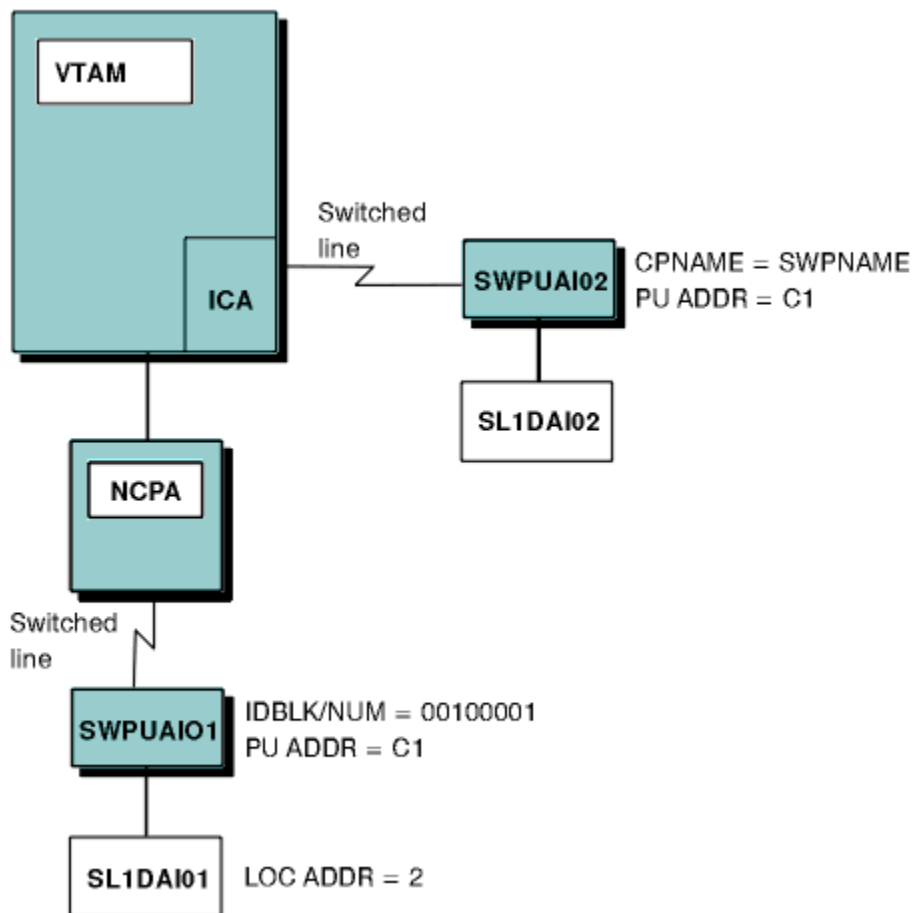 VTAM
ICA
Switched
line
SWPUAI02
CPNAME = SWPNAME
PU ADDR = C1
SL1DAI02
NCPA
Switched
line
SWPUAIO1
IDBLK/NUM = 00100001
PU ADDR = C1
SL1DAI01
LOC ADDR = 2